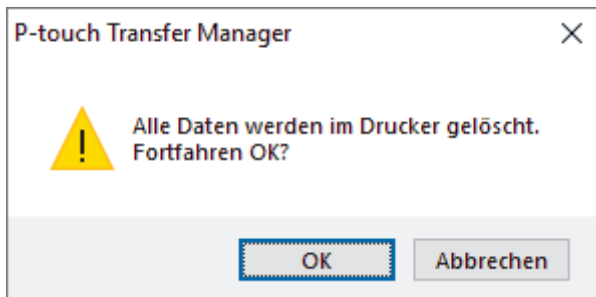 P-touch Transfer Manager
Alle Daten werden im Drucker gelöscht.
Fortfahren OK?
OK
Abbrechen